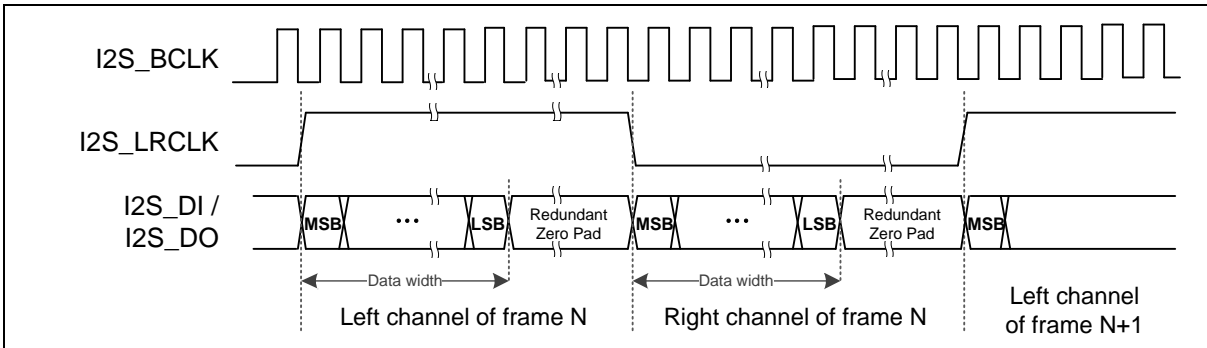 I2S_BCLK
I2S_LRCLK
I2S_DI /
I2S_DO
MSB ... LSB Redundant
Zero Pad MSB ... LSB Redundant
Zero Pad MSB
Data width Data width
Left channel of frame N Right channel of frame N Left channel
of frame N+1